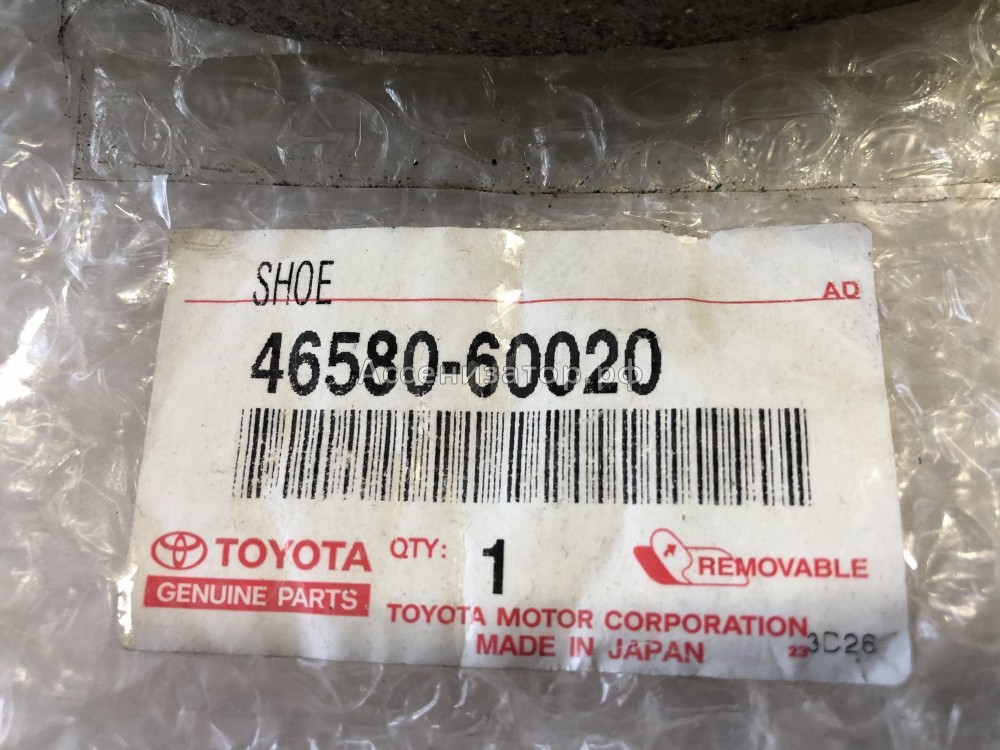 SHOE
AD
46580-60020
Ассенизатор.рф
TOYOTA
GENUINE PARTS
QTY: 1
REMOVABLE
TOYOTA MOTOR CORPORATION
MADE IN JAPAN
23
3C26